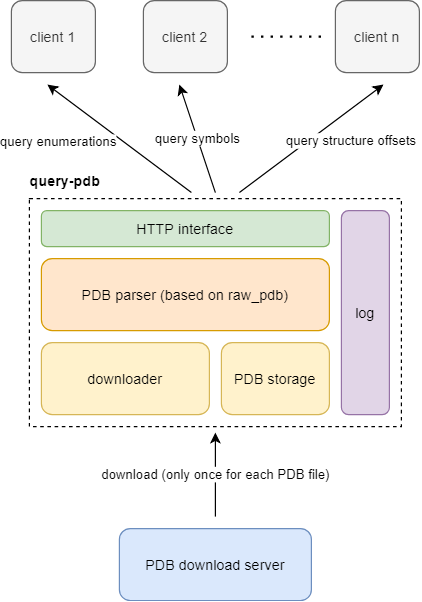 client 1
client 2
client n
query enumerations
query symbols
query structure offsets
query-pdb
HTTP interface
PDB parser (based on raw_pdb)
log
downloader
PDB storage
download (only once for each PDB file)
PDB download server